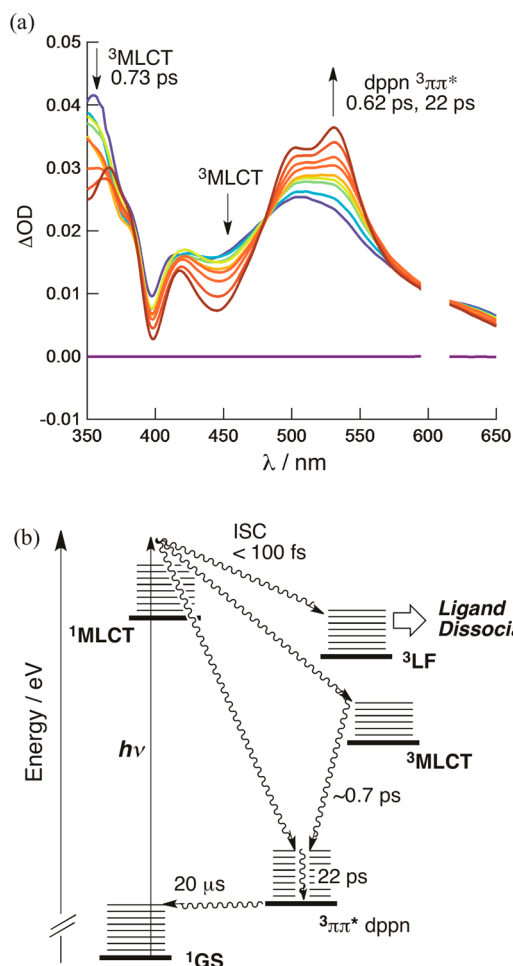 (a)
0.05
0.04
0.03
0.02
0.01
0.00
-0.01
ΔOD
³MLCT
0.73 ps
³MLCT
dppn ³ππ*
0.62 ps, 22 ps
350 400 450 500 550 600 650
λ / nm
(b)
Energy / eV
ISC
< 100 fs
¹MLCT
Ligand
³LF
hν
³MLCT
~0.7 ps
22 ps
20 μs
³ππ* dppn
¹GS